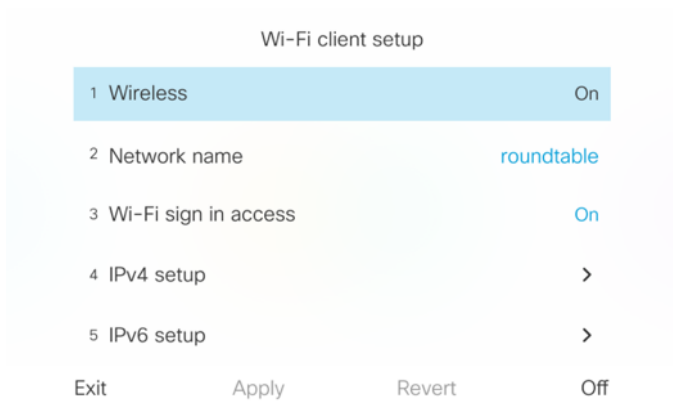 Wi-Fi client setup
1 Wireless On
2 Network name roundtable
3 Wi-Fi sign in access On
4 IPv4 setup >
5 IPv6 setup >
Exit Apply Revert Off